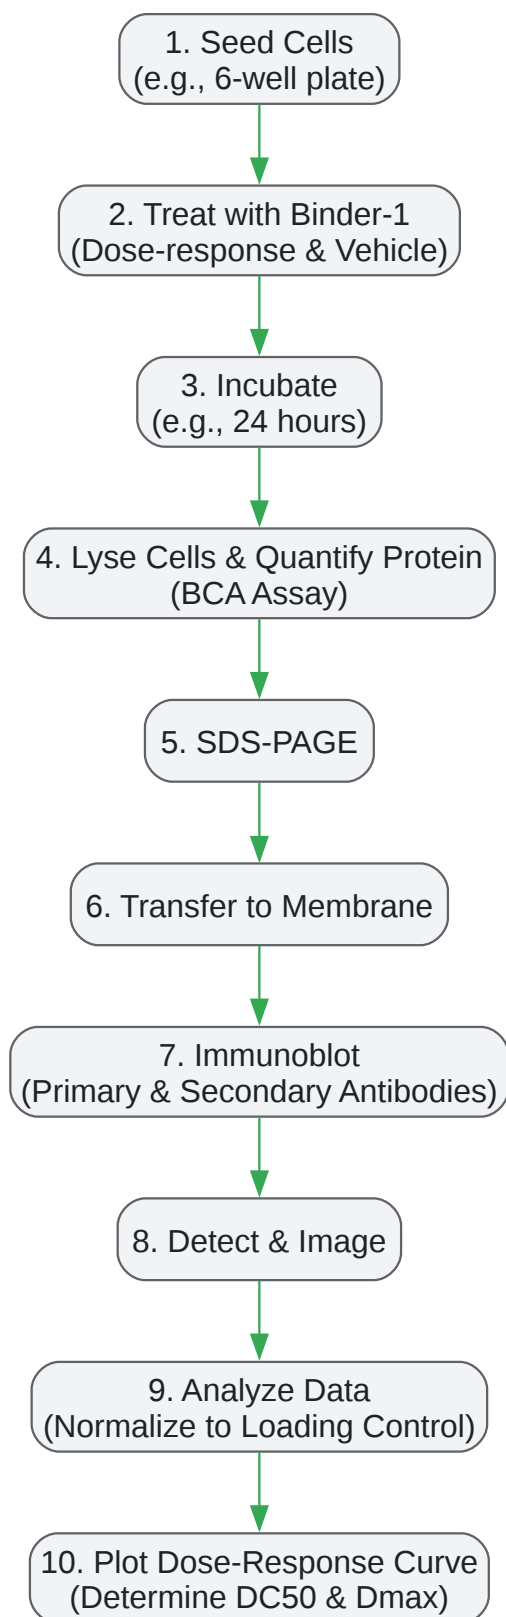 1. Seed Cells
(e.g., 6-well plate)
2. Treat with Binder-1
(Dose-response & Vehicle)
3. Incubate
(e.g., 24 hours)
4. Lyse Cells & Quantify Protein
(BCA Assay)
5. SDS-PAGE
6. Transfer to Membrane
7. Immunoblot
(Primary & Secondary Antibodies)
8. Detect & Image
9. Analyze Data
(Normalize to Loading Control)
10. Plot Dose-Response Curve
(Determine DC50 & Dmax)